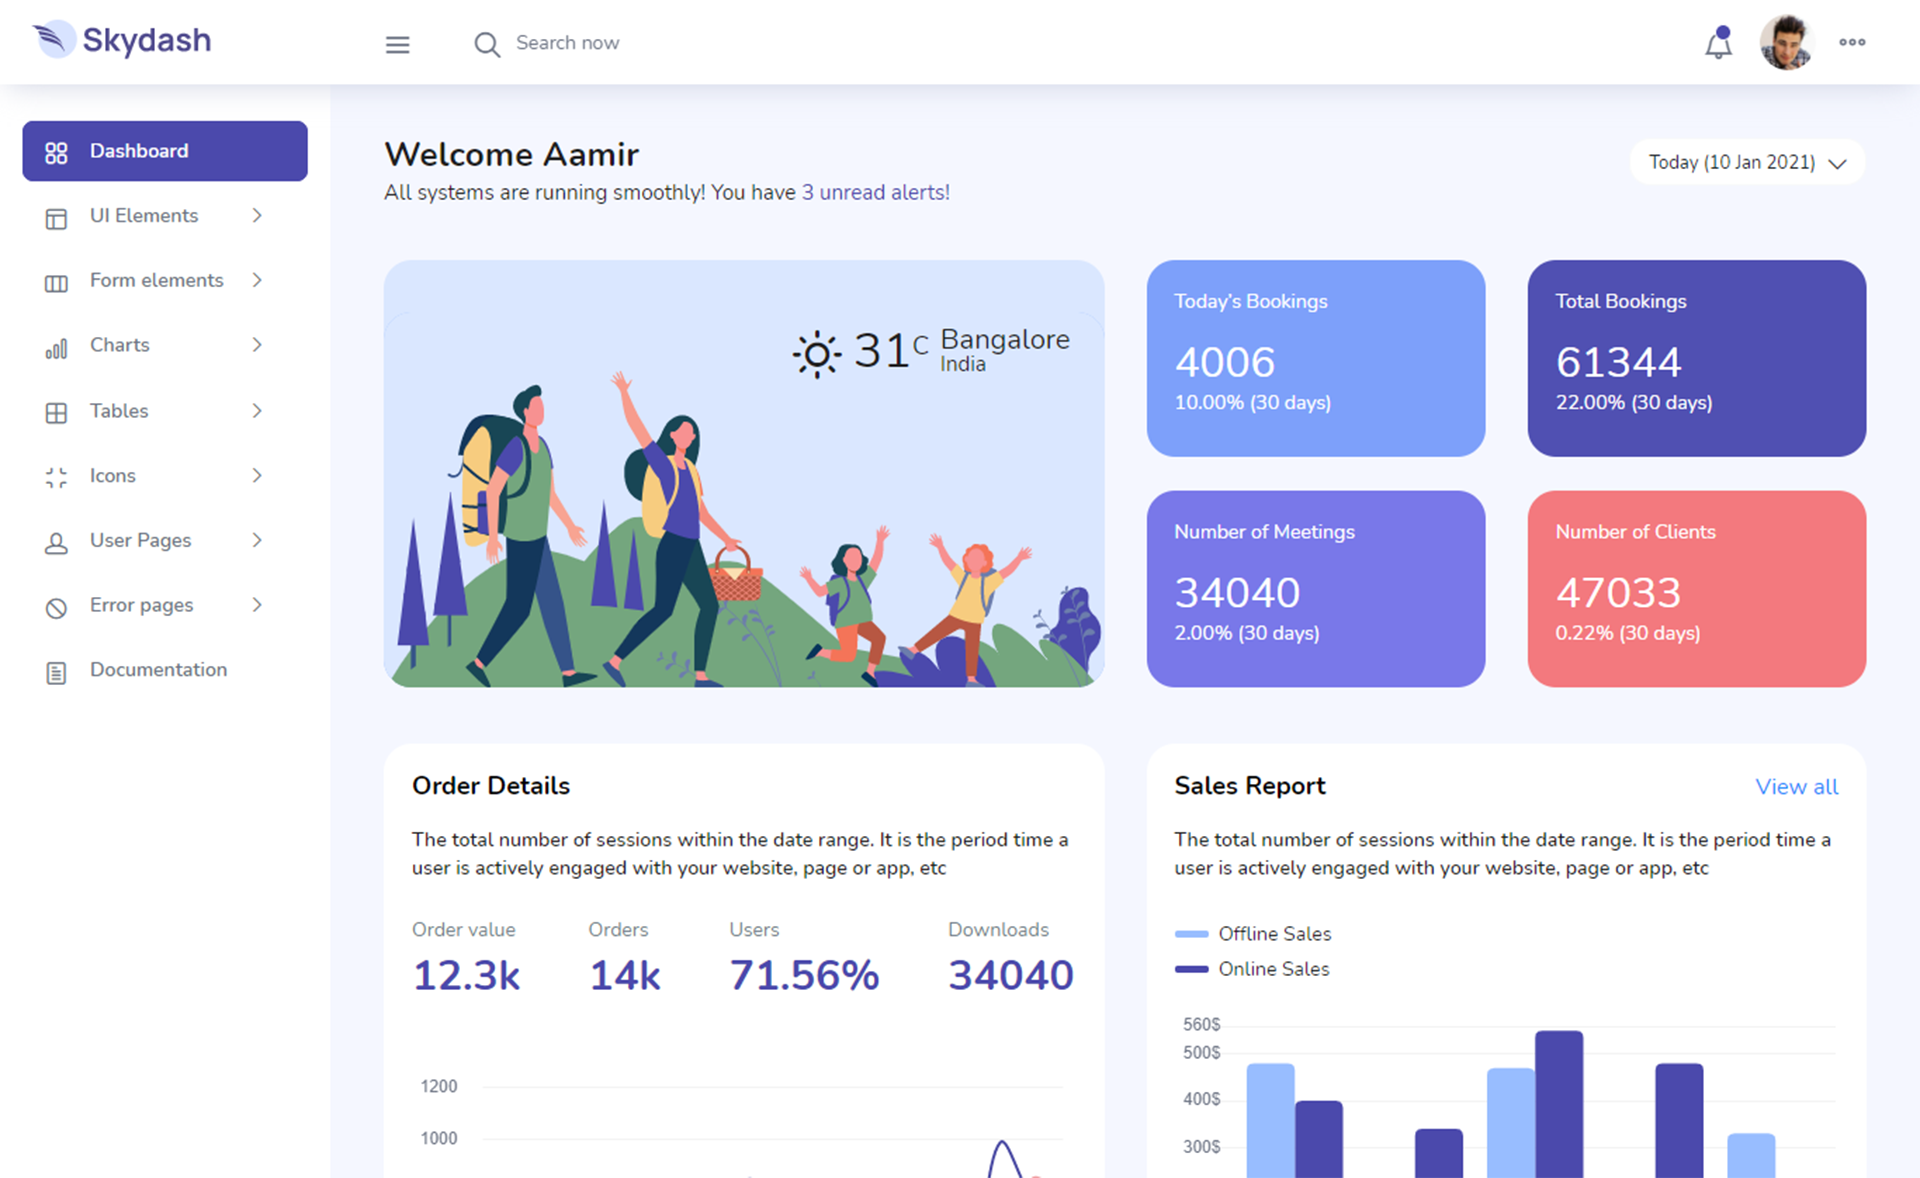 Skydash
Search now
Dashboard
UI Elements
Form elements
Charts
Tables
Icons
User Pages
Error pages
Documentation
Welcome Aamir
All systems are running smoothly! You have 3 unread alerts!
Today (10 Jan 2021)
31C Bangalore
India
Today's Bookings
4006
10.00% (30 days)
Total Bookings
61344
22.00% (30 days)
Number of Meetings
34040
2.00% (30 days)
Number of Clients
47033
0.22% (30 days)
Order Details
The total number of sessions within the date range. It is the period time a
user is actively engaged with your website, page or app, etc
Order value
12.3k
Orders
14k
Users
71.56%
Downloads
34040
1200
1000
Sales Report
View all
The total number of sessions within the date range. It is the period time a
user is actively engaged with your website, page or app, etc
Offline Sales
Online Sales
560$
500$
400$
300$